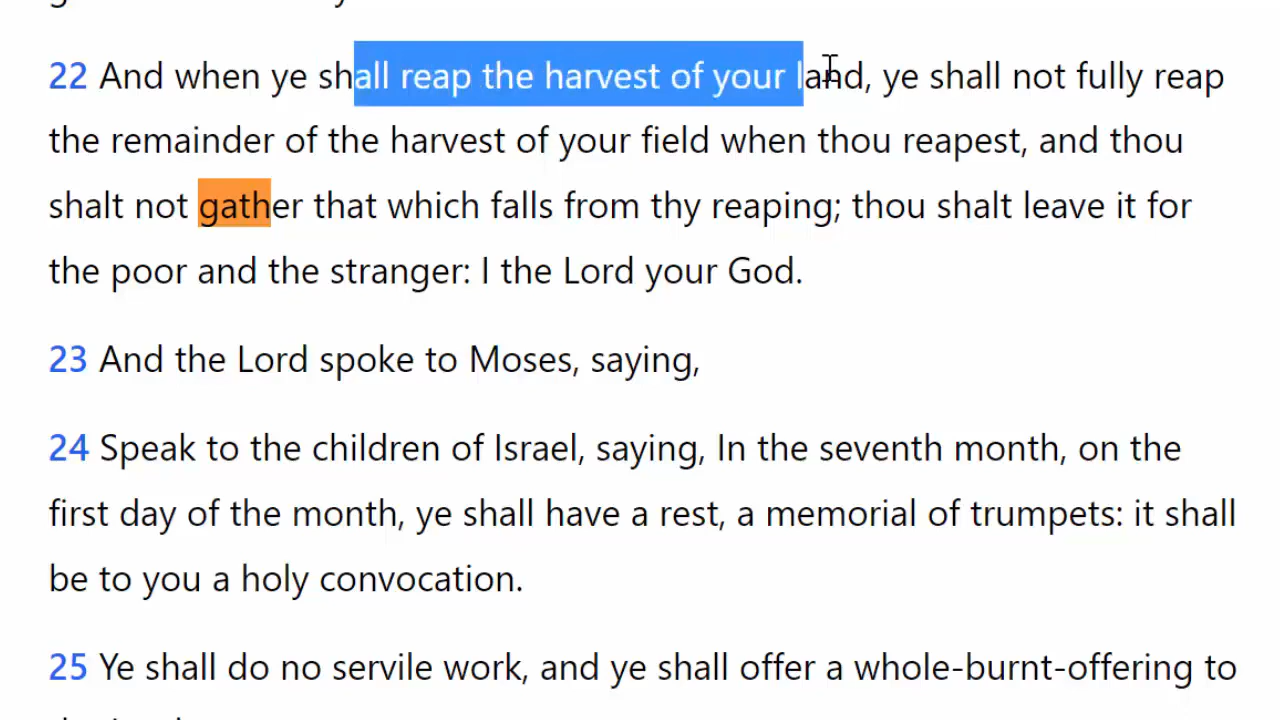 22 And when ye shall reap the harvest of your land, ye shall not fully reap
the remainder of the harvest of your field when thou reapest, and thou
shalt not gather that which falls from thy reaping; thou shalt leave it for
the poor and the stranger: I the Lord your God.
23 And the Lord spoke to Moses, saying,
24 Speak to the children of Israel, saying, In the seventh month, on the
first day of the month, ye shall have a rest, a memorial of trumpets: it shall
be to you a holy convocation.
25 Ye shall do no servile work, and ye shall offer a whole-burnt-offering to